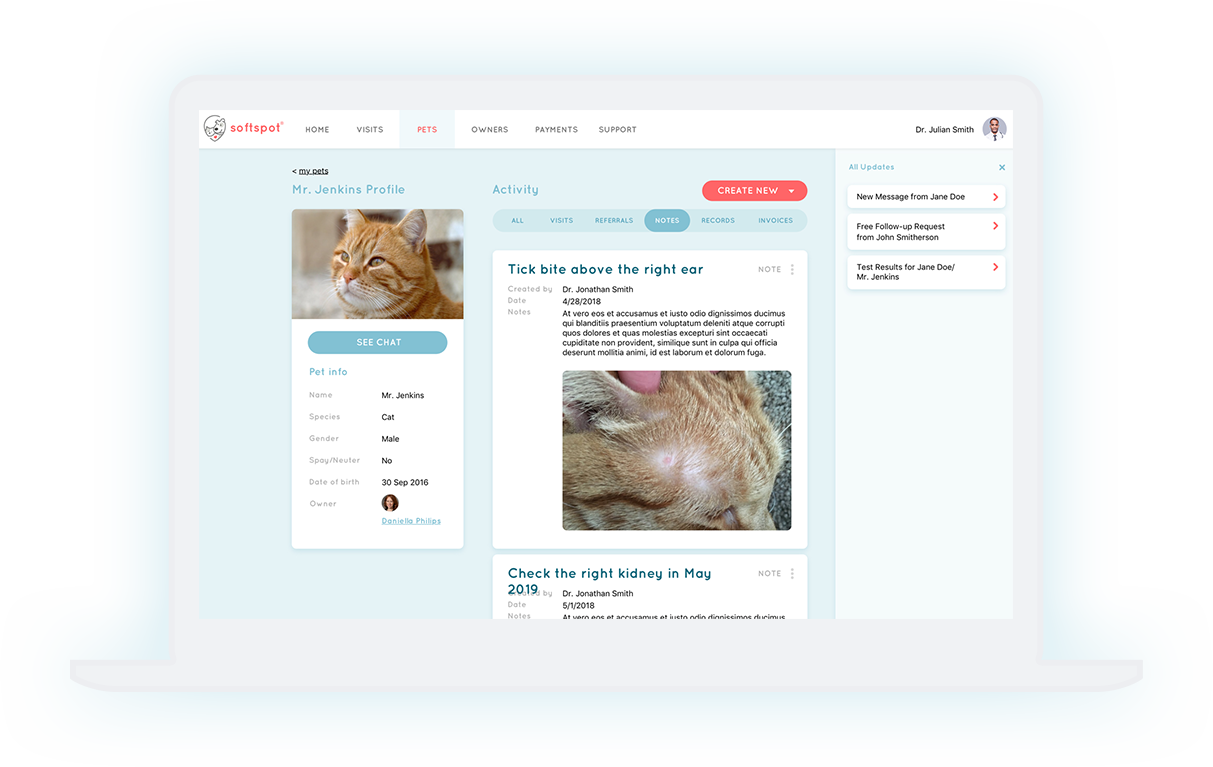 softspot®
HOME VISITS PETS OWNERS PAYMENTS SUPPORT
Dr. Julian Smith
< my pets
Mr. Jenkins Profile
SEE CHAT
Pet info
Name Mr. Jenkins
Species Cat
Gender Male
Spay/Neuter No
Date of birth 30 Sep 2016
Owner
Daniella Philips
Activity
CREATE NEW
ALL VISITS REFERRALS NOTES RECORDS INVOICES
Tick bite above the right ear
NOTE
Created by Dr. Jonathan Smith
Date 4/28/2018
Notes At vero eos et accusamus et iusto odio dignissimos ducimus
qui blanditiis praesentium voluptatum deleniti atque corrupti
quos dolores et quas molestias excepturi sint occaecati
cupiditate non provident, similique sunt in culpa qui officia
deserunt mollitia animi, id est laborum et dolorum fuga.
Check the right kidney in May
2019
NOTE
Created by Dr. Jonathan Smith
Date 5/1/2018
Notes At vero eos et accusamus et iusto odio dignissimos ducimus
All Updates
New Message from Jane Doe
Free Follow-up Request
from John Smitherson
Test Results for Jane Doe/
Mr. Jenkins